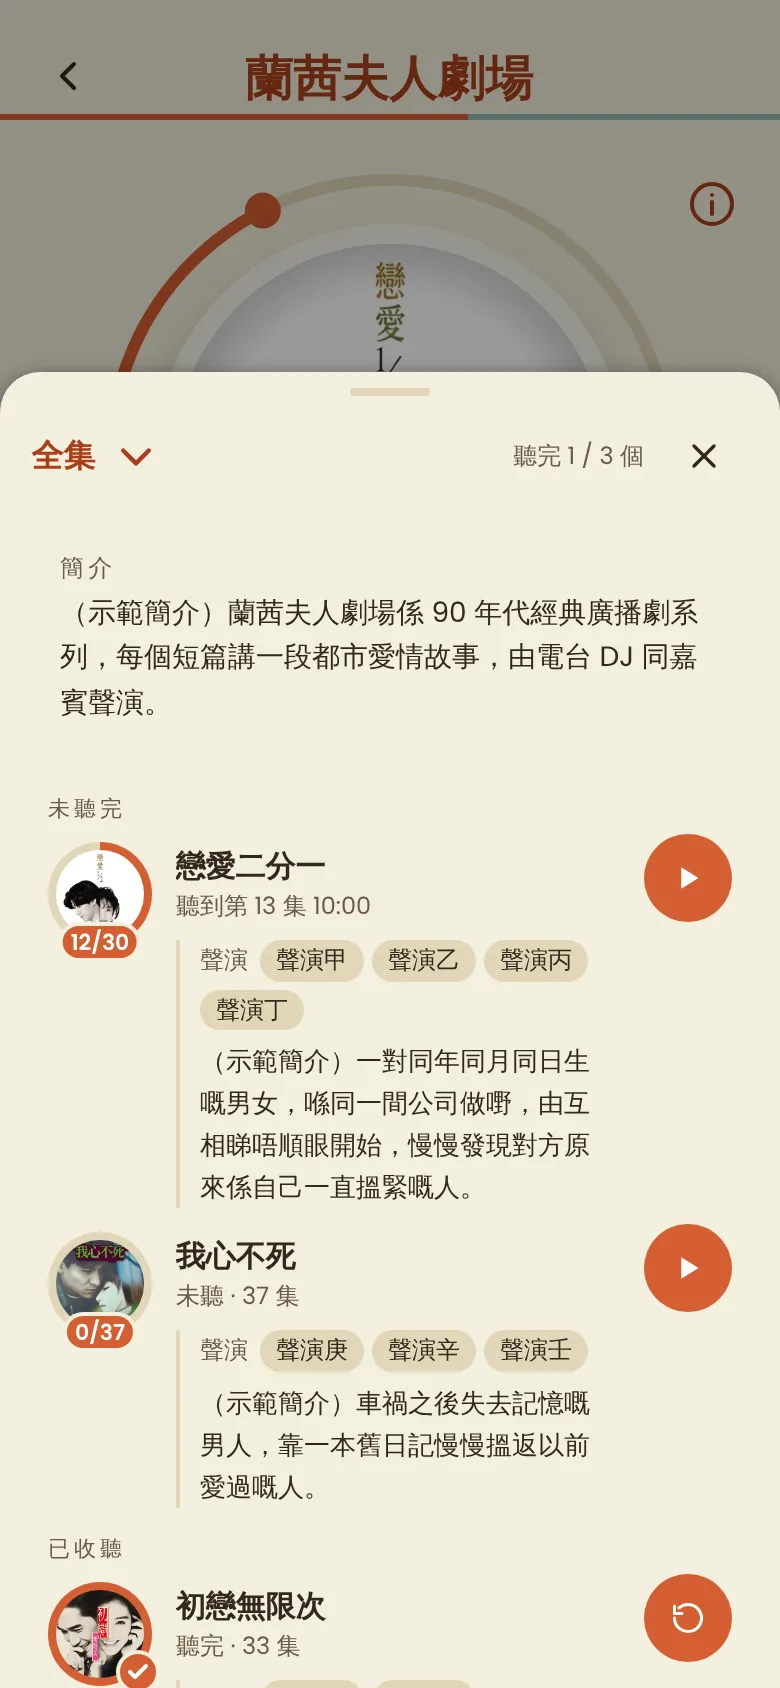 蘭茜夫人劇場
戀愛
1/
全集
聽完 1 / 3 個
簡介
（示範簡介）蘭茜夫人劇場係 90 年代經典廣播劇系
列，每個短篇講一段都市愛情故事，由電台 DJ 同嘉
賓聲演。
未聽完
戀愛二分一
聽到第 13 集 10:00
12/30
聲演 聲演甲 聲演乙 聲演丙
聲演丁
（示範簡介）一對同年同月同日生
嘅男女，喺同一間公司做嘢，由互
相睇唔順眼開始，慢慢發現對方原
來係自己一直搵緊嘅人。
我心不死
我心不死
未聽 · 37 集
0/37
聲演 聲演庚 聲演辛 聲演壬
（示範簡介）車禍之後失去記憶嘅
男人，靠一本舊日記慢慢搵返以前
愛過嘅人。
已收聽
初戀無限次
聽完 · 33 集
初戀